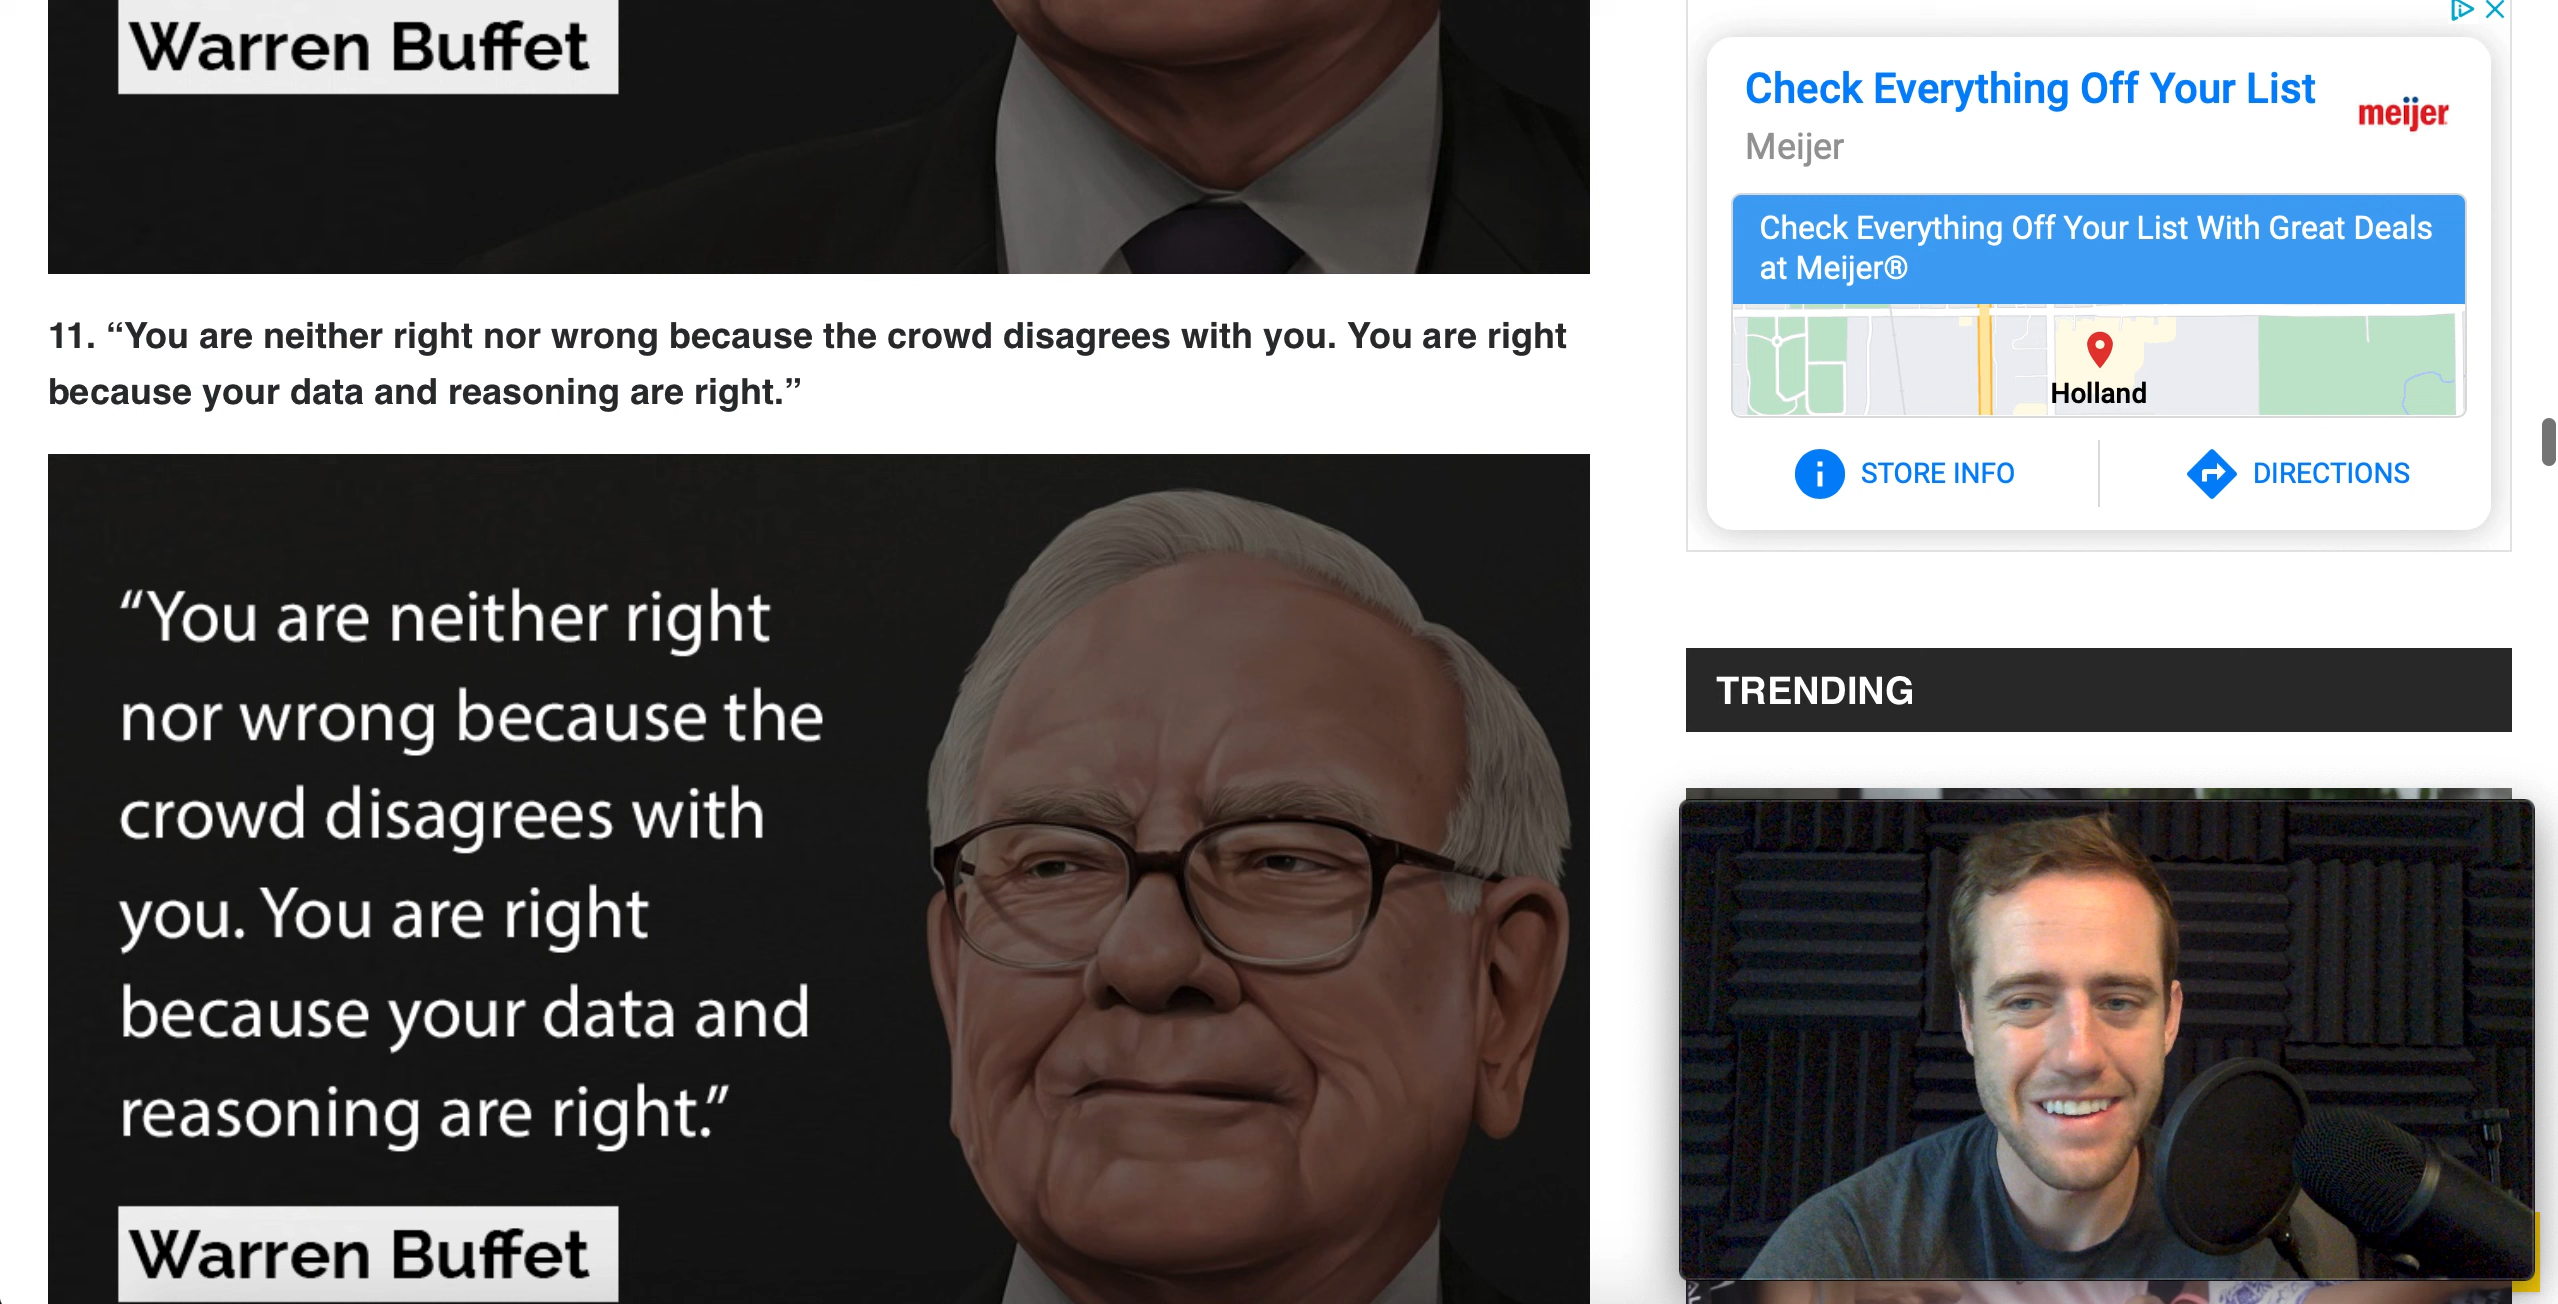 Warren Buffet
11. “You are neither right nor wrong because the crowd disagrees with you. You are right
because your data and reasoning are right.”
“You are neither right
nor wrong because the
crowd disagrees with
you. You are right
because your data and
reasoning are right.”
Warren Buffet
Check Everything Off Your List
meijer
Meijer
Check Everything Off Your List With Great Deals
at Meijer®
Holland
STORE INFO
DIRECTIONS
TRENDING